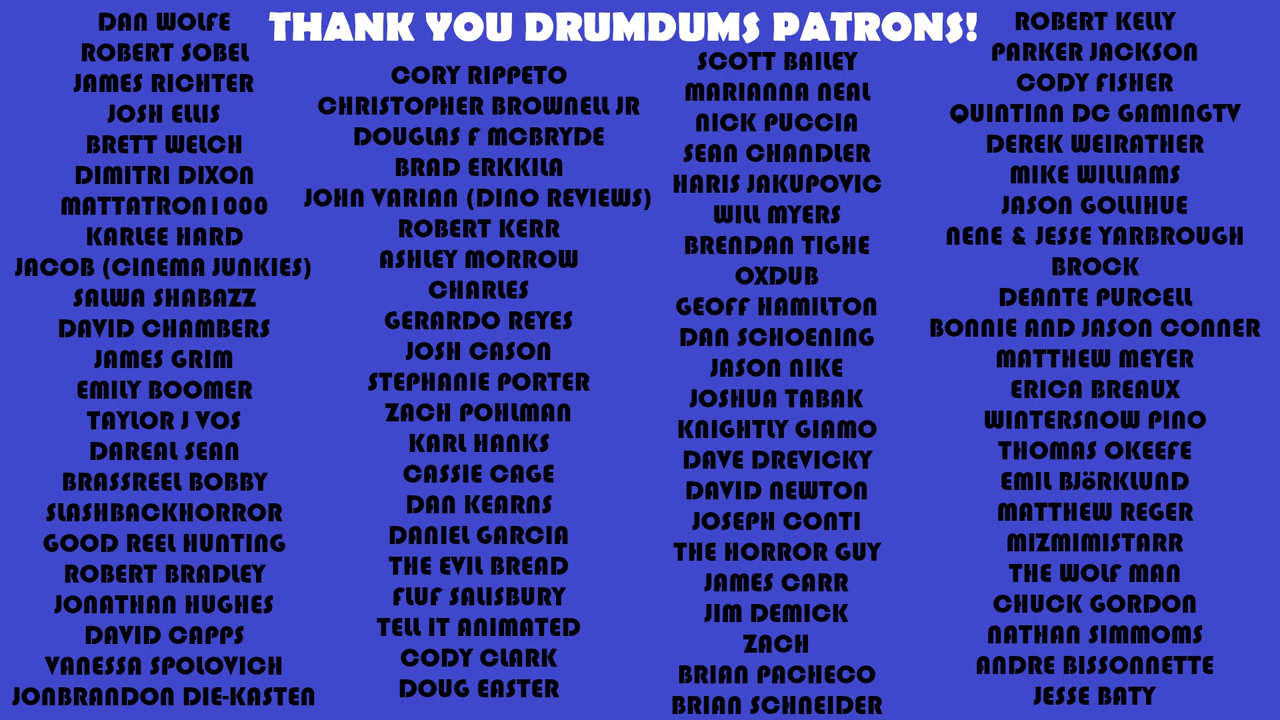 THANK YOU DRUMDUMS PATRONS!
DAN WOLFE
ROBERT SOBEL
JAMES RICHTER
JOSH ELLIS
BRETT WELCH
DIMITRI DIXON
MATTATRON1000
KARLEE HARD
JACOB (CINEMA JUNKIES)
SALWA SHABAZZ
DAVID CHAMBERS
JAMES GRIM
EMILY BOOMER
TAYLOR J VOS
DAREAL SEAN
BRASSREEL BOBBY
SLASHBACKHORROR
GOOD REEL HUNTING
ROBERT BRADLEY
JONATHAN HUGHES
DAVID CAPPS
VANESSA SPOLOVICH
JONBRANDON DIE-KASTEN
CORY RIPPETO
CHRISTOPHER BROWNELL JR
DOUGLAS F MCBRYDE
BRAD ERKKILA
JOHN VARIAN (DINO REVIEWS)
ROBERT KERR
ASHLEY MORROW
CHARLES
GERARDO REYES
JOSH CASON
STEPHANIE PORTER
ZACH POHLMAN
KARL HANKS
CASSIE CAGE
DAN KEARNS
DANIEL GARCIA
THE EVIL BREAD
FLUF SALISBURY
TELL IT ANIMATED
CODY CLARK
DOUG EASTER
SCOTT BAILEY
MARIANNA NEAL
NICK PUCCIA
SEAN CHANDLER
HARIS JAKUPOVIC
WILL MYERS
BRENDAN TIGHE
OXDUB
GEOFF HAMILTON
DAN SCHOENING
JASON NIKE
JOSHUA TABAK
KNIGHTLY GIAMO
DAVE DREVICKY
DAVID NEWTON
JOSEPH CONTI
THE HORROR GUY
JAMES CARR
JIM DEMICK
ZACH
BRIAN PACHECO
BRIAN SCHNEIDER
ROBERT KELLY
PARKER JACKSON
CODY FISHER
QUINTINN DC GAMINGTV
DEREK WEIRATHER
MIKE WILLIAMS
JASON GOLLIHUE
NENE & JESSE YARBROUGH
BROCK
DEANTE PURCELL
BONNIE AND JASON CONNER
MATTHEW MEYER
ERICA BREAUX
WINTERSNOW PINO
THOMAS OKEEFE
EMIL BJöRKLUND
MATTHEW REGER
MIZMIMISTARR
THE WOLF MAN
CHUCK GORDON
NATHAN SIMMOMS
ANDRE BISSONNETTE
JESSE BATY